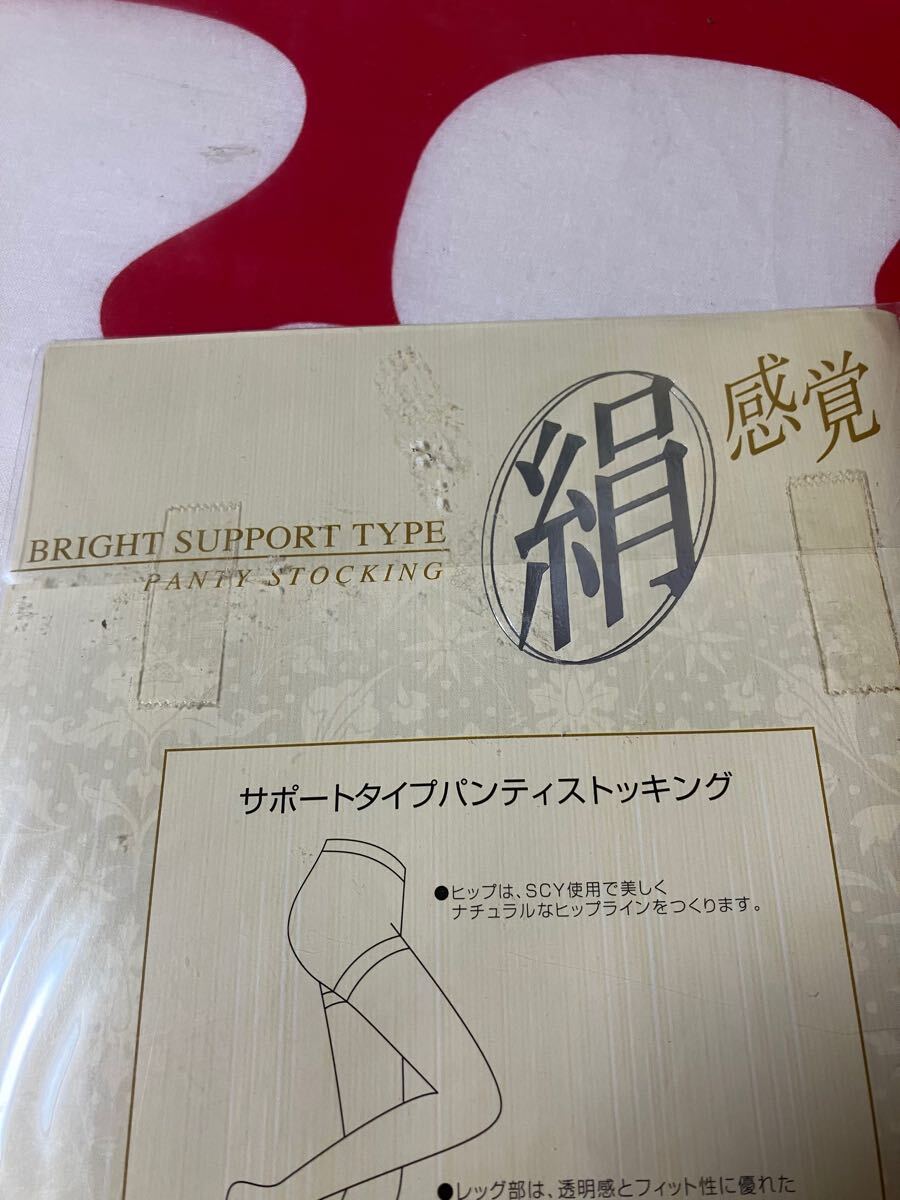 絹感覚
BRIGHT SUPPORT TYPE
PANTY STOCKING
サポートタイプパンティストッキング
●ヒップは、SCY使用で美しく
ナチュラルなヒップラインをつくります。
●レッグ部は、透明感とフィット性に優れた